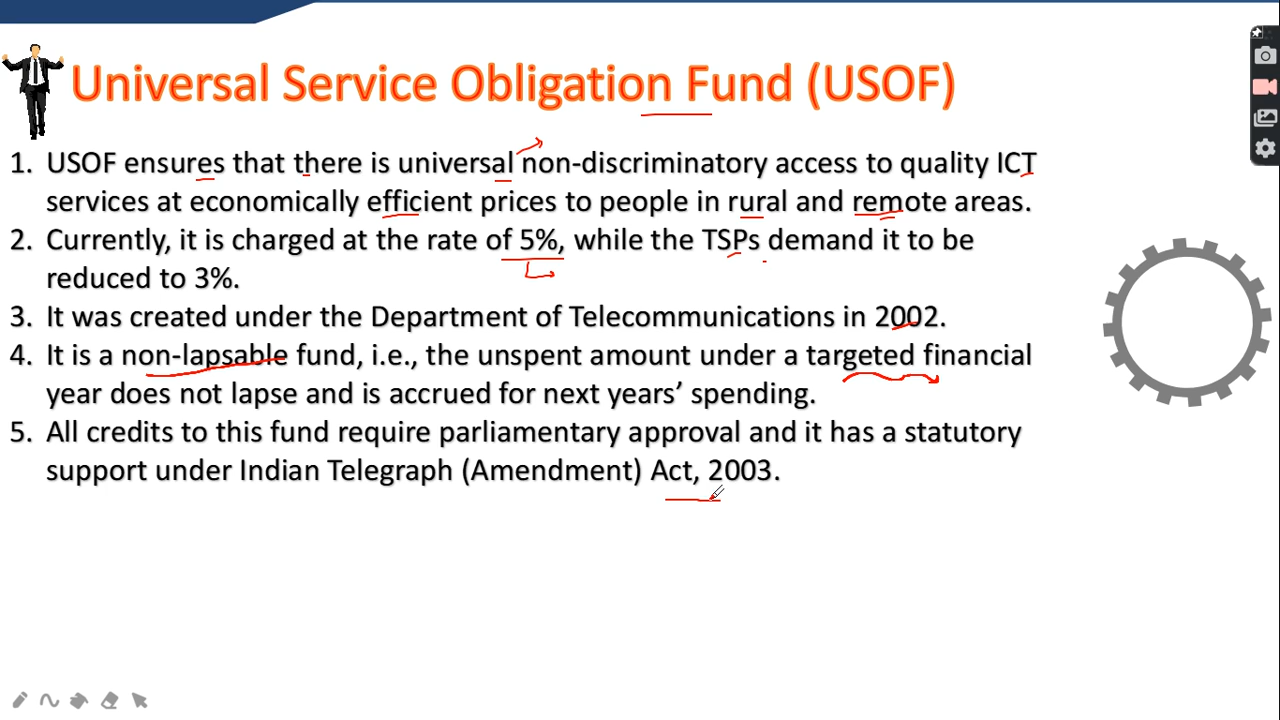 Universal Service Obligation Fund (USOF)
1. USOF ensures that there is universal non-discriminatory access to quality ICT
services at economically efficient prices to people in rural and remote areas.
2. Currently, it is charged at the rate of 5%, while the TSPs demand it to be
reduced to 3%.
3. It was created under the Department of Telecommunications in 2002.
4. It is a non-lapsable fund, i.e., the unspent amount under a targeted financial
year does not lapse and is accrued for next years’ spending.
5. All credits to this fund require parliamentary approval and it has a statutory
support under Indian Telegraph (Amendment) Act, 2003.